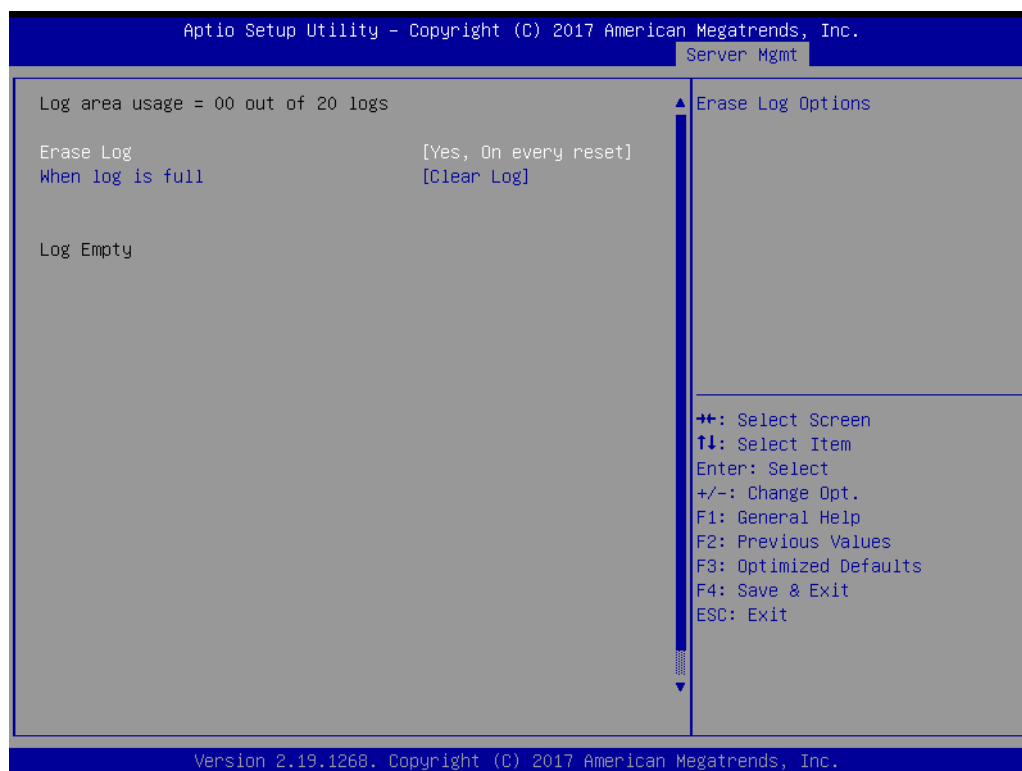 Aptio Setup Utility – Copyright (C) 2017 American Megatrends, Inc.
Server Mgmt
Log area usage = 00 out of 20 logs
Erase Log [Yes, On every reset]
When log is full [Clear Log]
Log Empty
Erase Log Options
→←: Select Screen
↑↓: Select Item
Enter: Select
+/-: Change Opt.
F1: General Help
F2: Previous Values
F3: Optimized Defaults
F4: Save & Exit
ESC: Exit
Version 2.19.1268. Copyright (C) 2017 American Megatrends, Inc.